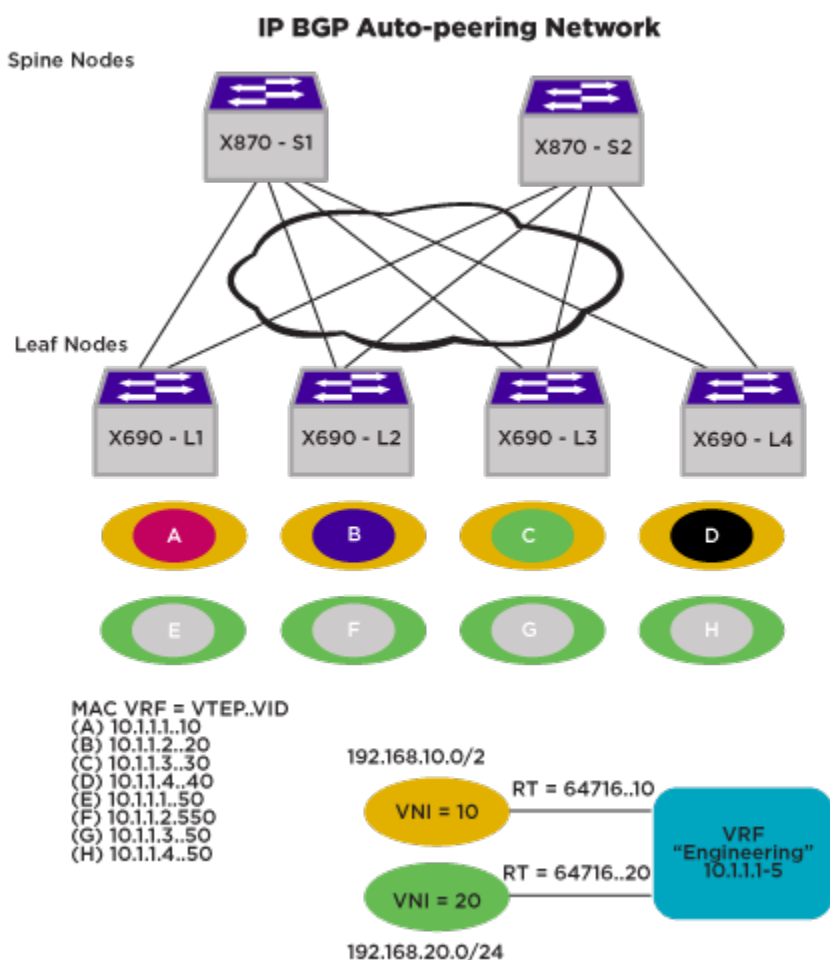 IP BGP Auto-peering Network
Spine Nodes
X870 - S1
X870 - S2
Leaf Nodes
X690 - L1
X690 - L2
X690 - L3
X690 - L4
A
B
C
D
E
F
G
H
MAC VRF = VTEP..VID
(A) 10.1.1.1..10
(B) 10.1.1.2..20
(C) 10.1.1.3..30
(D) 10.1.1.4..40
(E) 10.1.1.1..50
(F) 10.1.1.2.550
(G) 10.1.1.3..50
(H) 10.1.1.4..50
192.168.10.0/2
VNI = 10
RT = 64716..10
VNI = 20
RT = 64716..20
192.168.20.0/24
VRF
“Engineering”
10.1.1.1-5